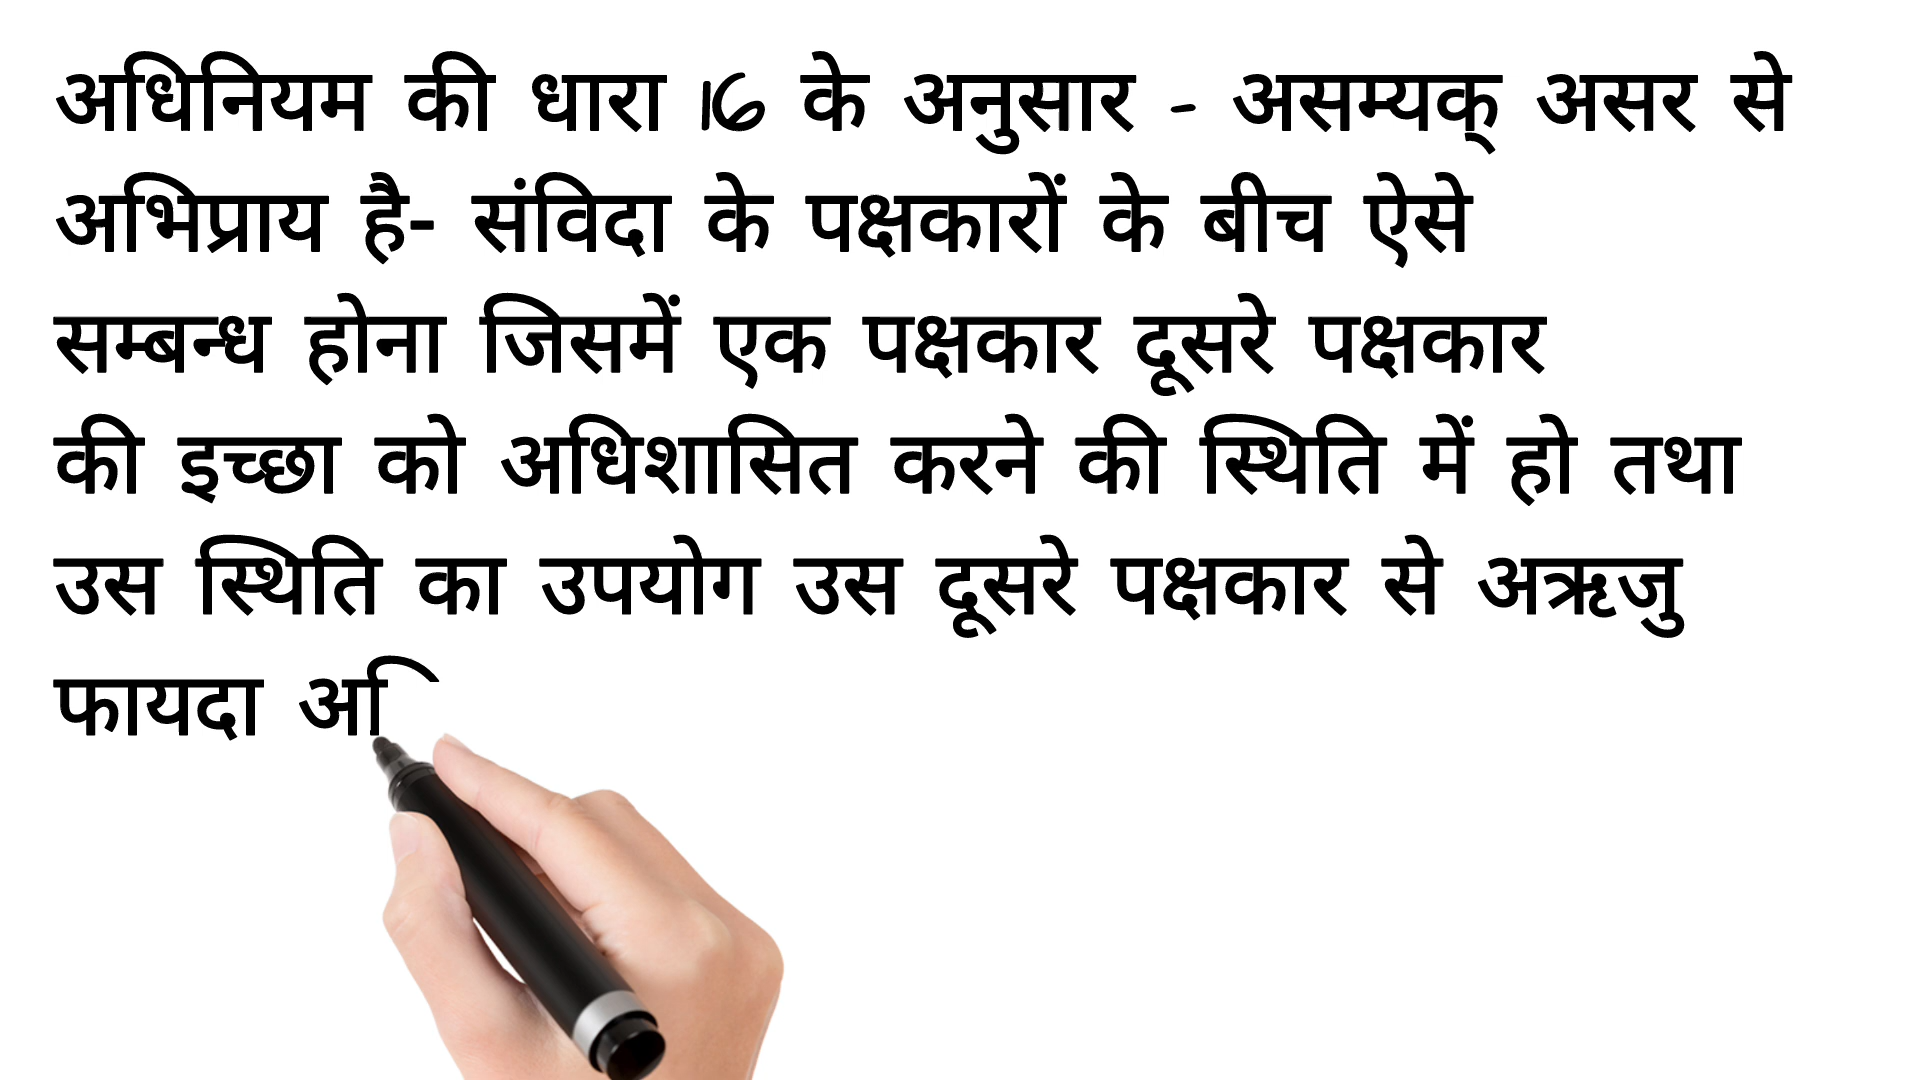 अधिनियम की धारा 16 के अनुसार - असम्यक् असर से
अभिप्राय है- संविदा के पक्षकारों के बीच ऐसे
सम्बन्ध होना जिसमें एक पक्षकार दूसरे पक्षकार
की इच्छा को अधिशासित करने की स्थिति में हो तथा
उस स्थिति का उपयोग उस दूसरे पक्षकार से अऋजु
फायदा